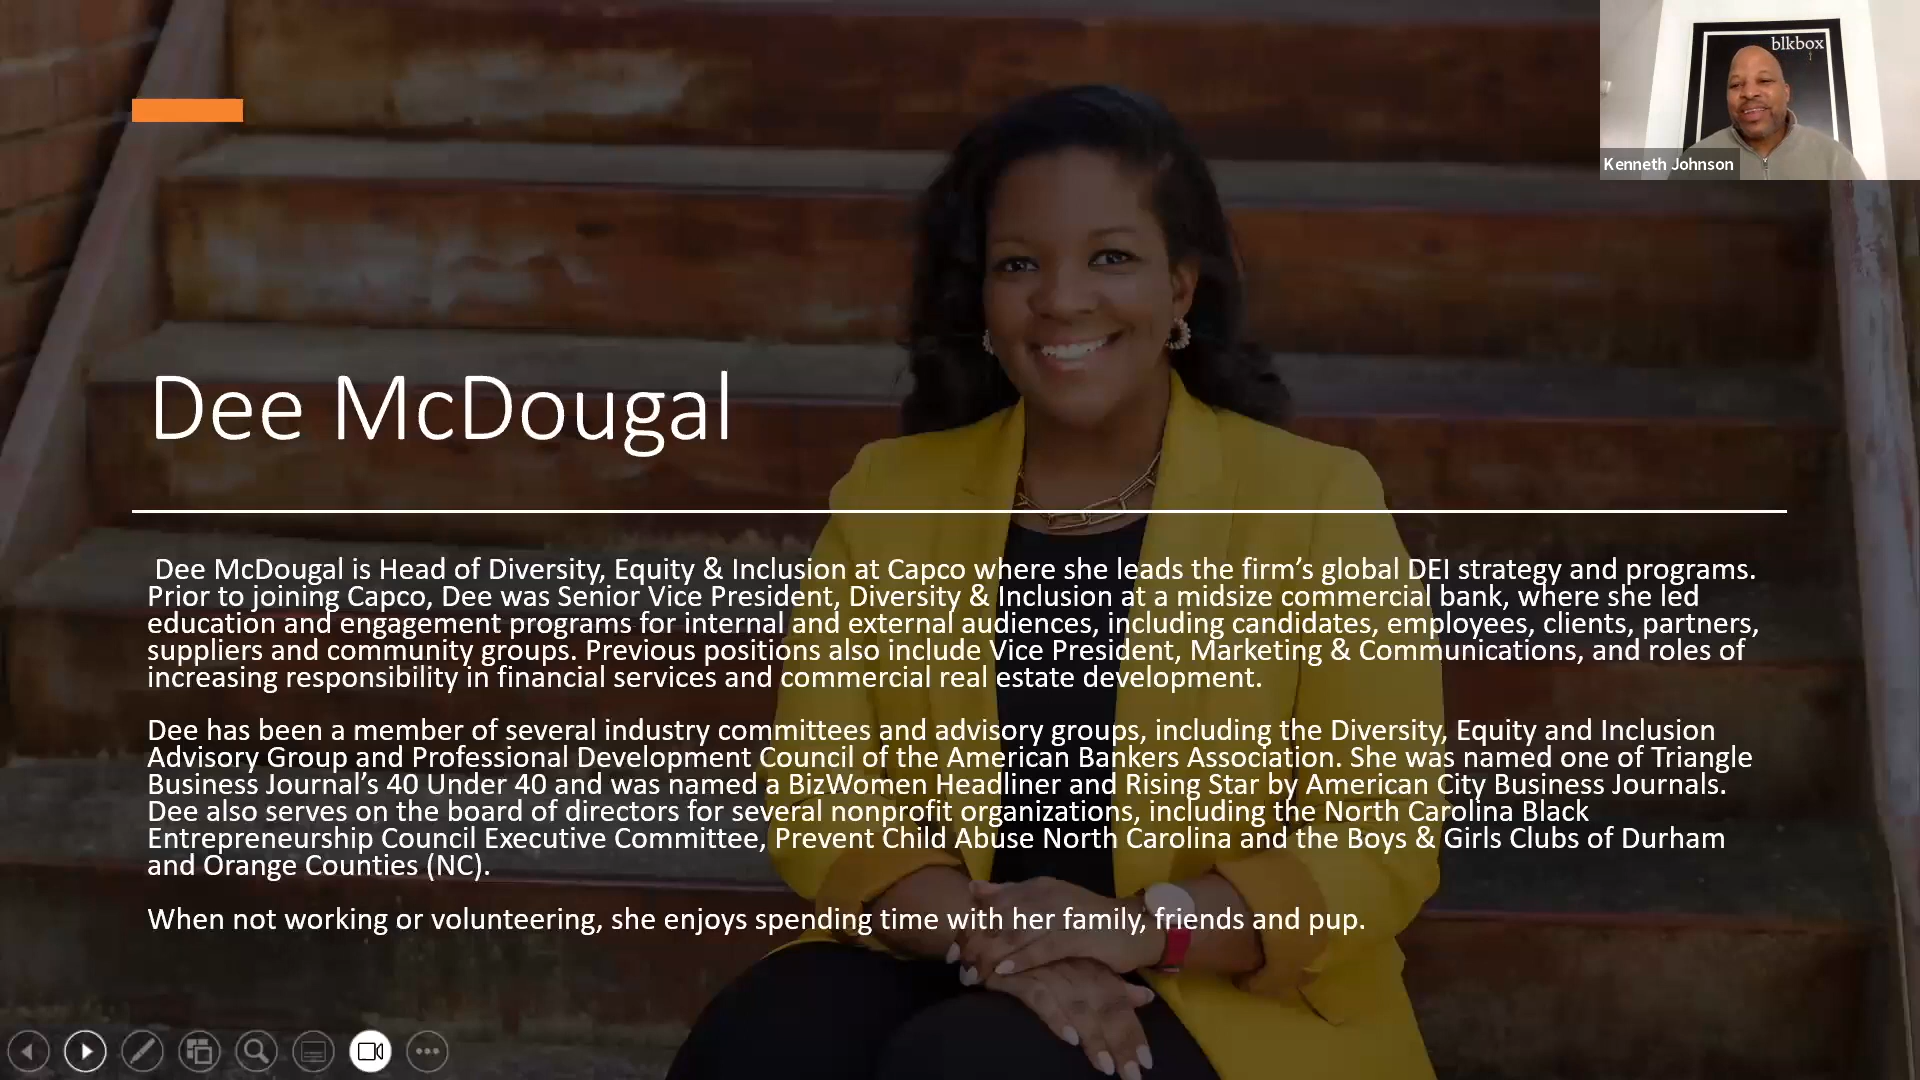 blkbox
Kenneth Johnson
Dee McDougal
Dee McDougal is Head of Diversity, Equity & Inclusion at Capco where she leads the firm’s global DEI strategy and programs.
Prior to joining Capco, Dee was Senior Vice President, Diversity & Inclusion at a midsize commercial bank, where she led
education and engagement programs for internal and external audiences, including candidates, employees, clients, partners,
suppliers and community groups. Previous positions also include Vice President, Marketing & Communications, and roles of
increasing responsibility in financial services and commercial real estate development.
Dee has been a member of several industry committees and advisory groups, including the Diversity, Equity and Inclusion
Advisory Group and Professional Development Council of the American Bankers Association. She was named one of Triangle
Business Journal’s 40 Under 40 and was named a BizWomen Headliner and Rising Star by American City Business Journals.
Dee also serves on the board of directors for several nonprofit organizations, including the North Carolina Black
Entrepreneurship Council Executive Committee, Prevent Child Abuse North Carolina and the Boys & Girls Clubs of Durham
and Orange Counties (NC).
When not working or volunteering, she enjoys spending time with her family, friends and pup.